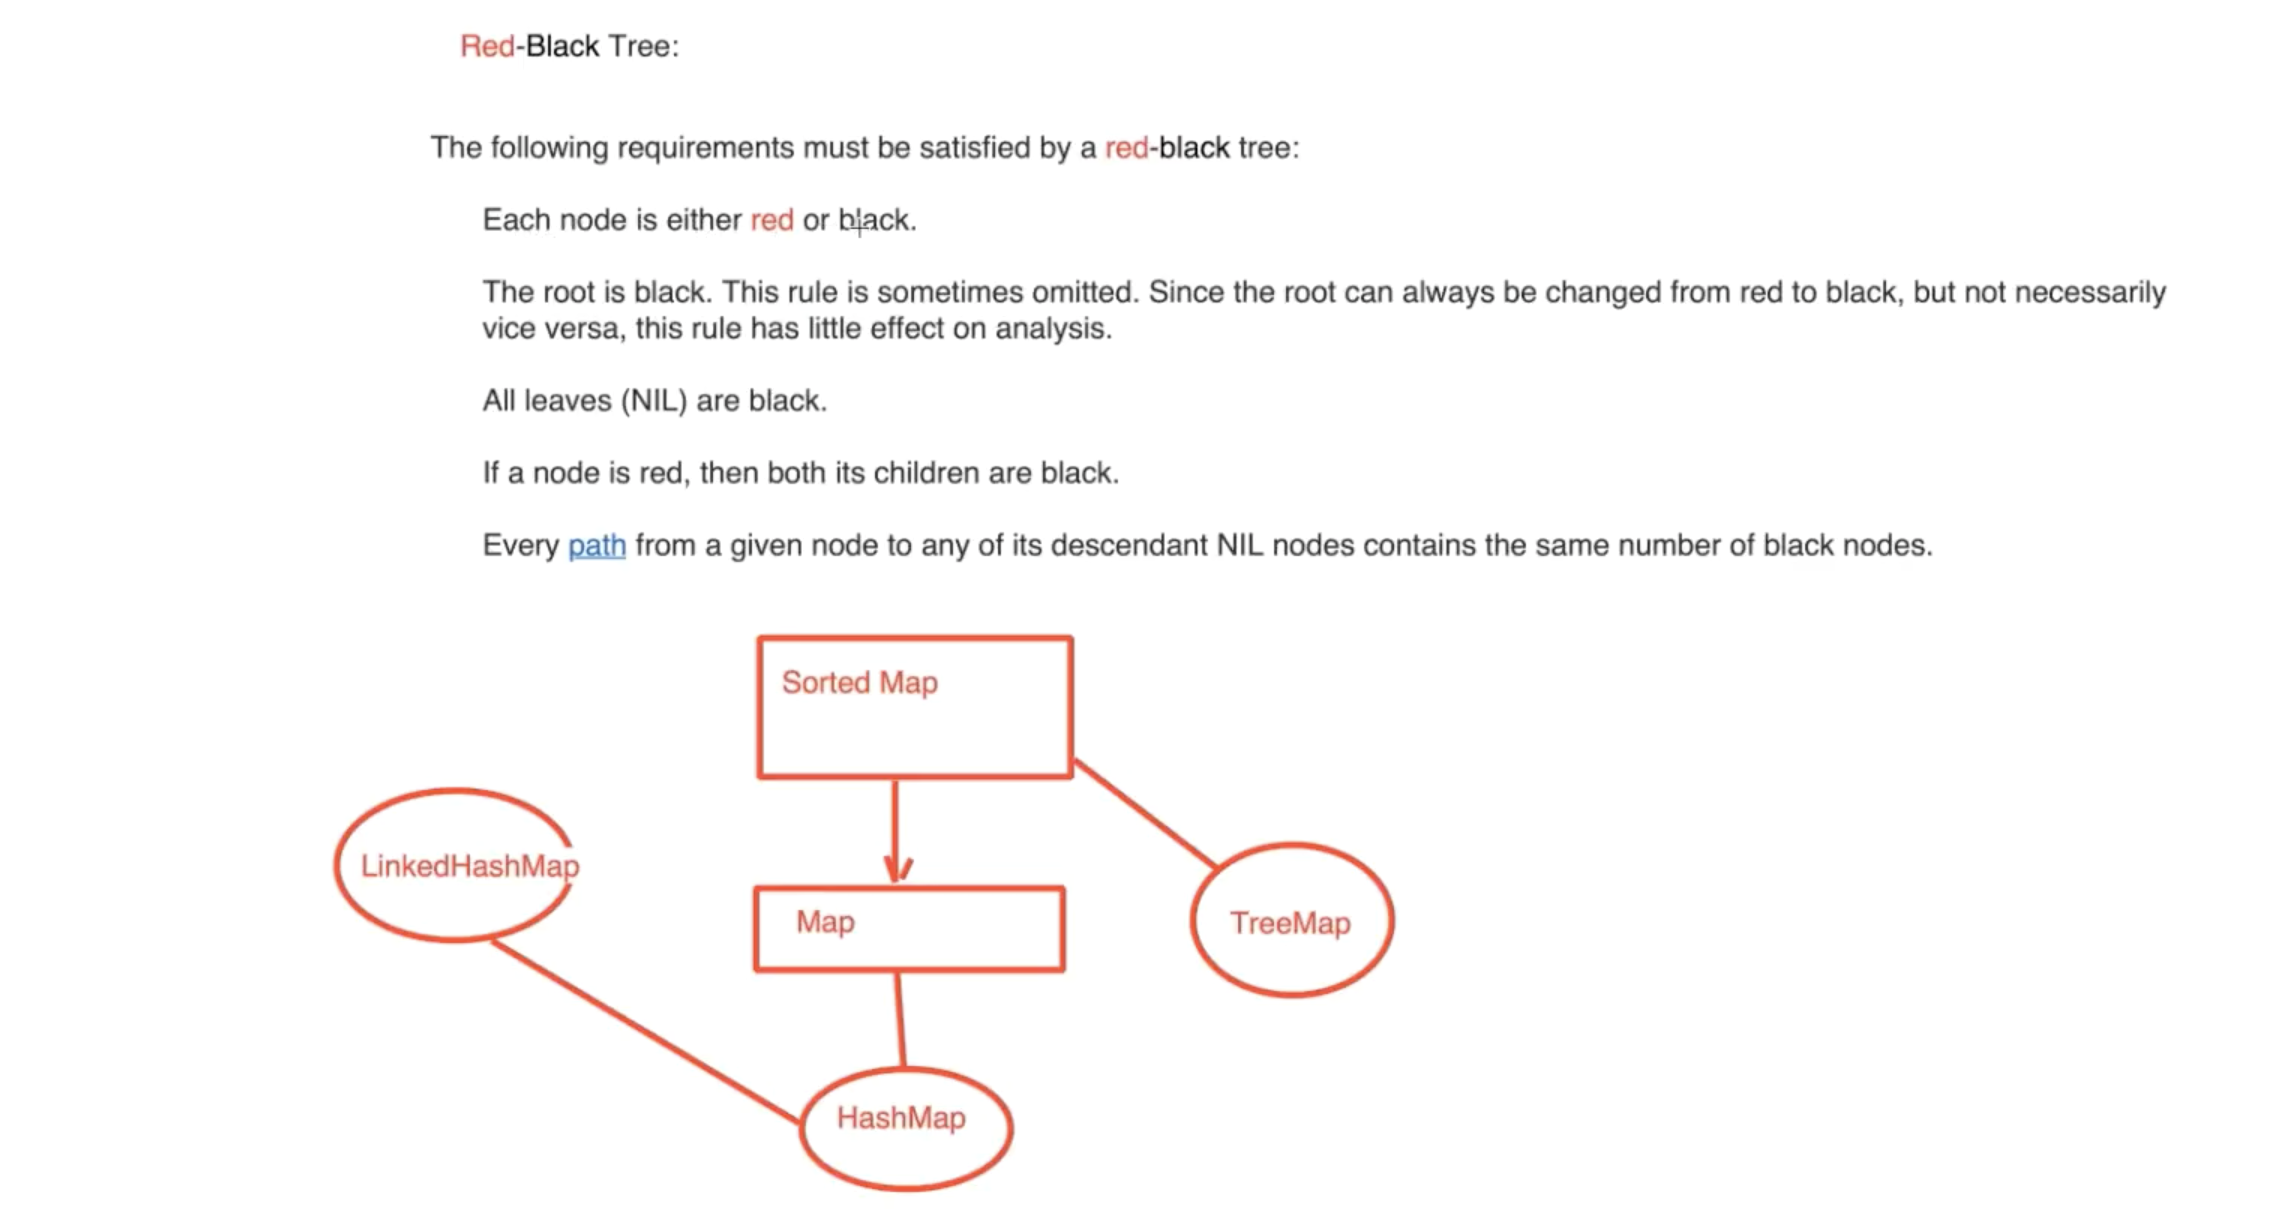 Red-Black Tree:
The following requirements must be satisfied by a red-black tree:
Each node is either red or black.
The root is black. This rule is sometimes omitted. Since the root can always be changed from red to black, but not necessarily
vice versa, this rule has little effect on analysis.
All leaves (NIL) are black.
If a node is red, then both its children are black.
Every path from a given node to any of its descendant NIL nodes contains the same number of black nodes.
Sorted Map
LinkedHashMap
Map
TreeMap
HashMap